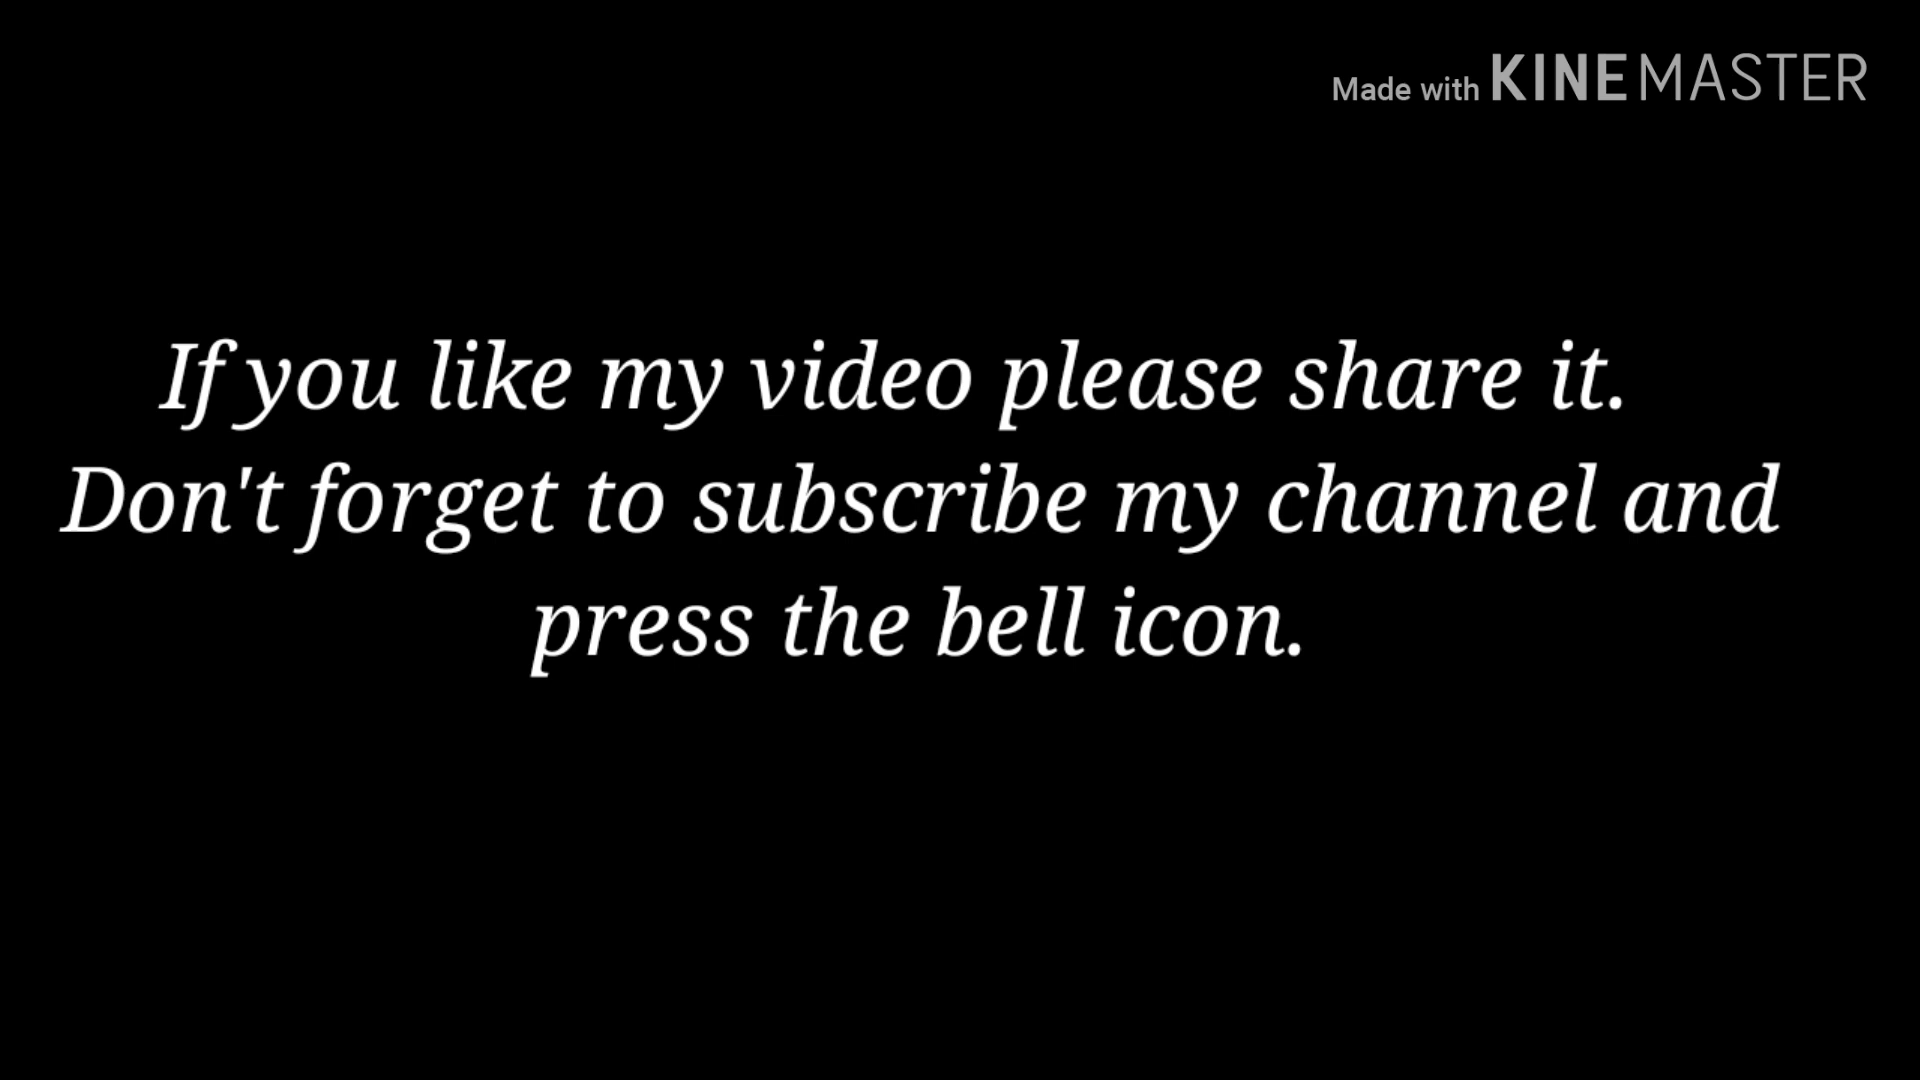 Made with KINEMASTER
If you like my video please share it.
Don't forget to subscribe my channel and
press the bell icon.